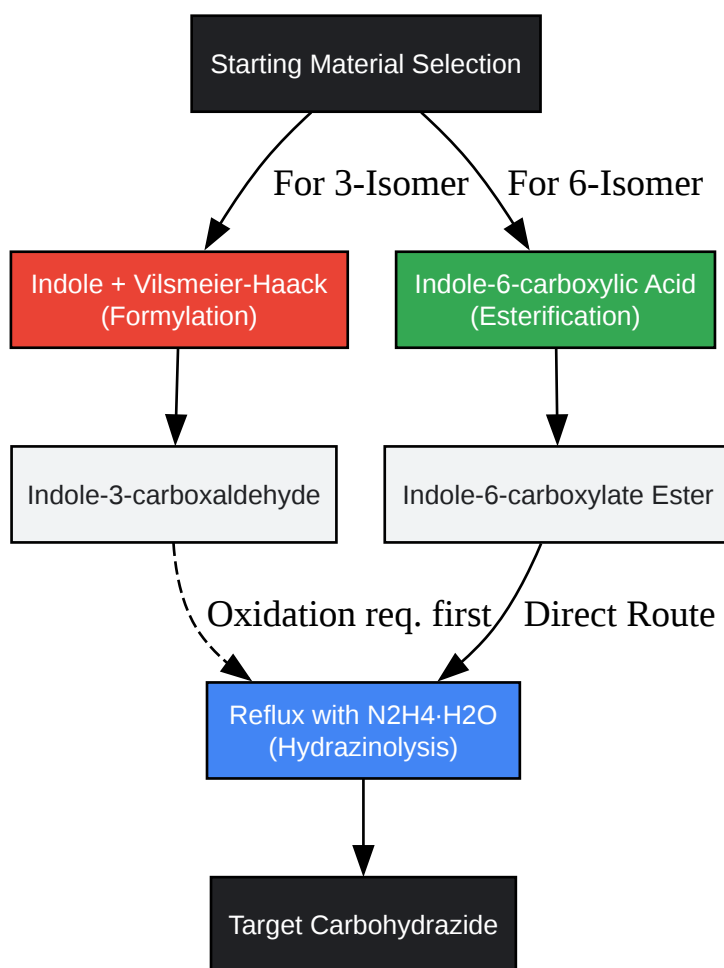 Starting Material Selection
For 3-Isomer
For 6-Isomer
Indole + Vilsmeier-Haack
(Formylation)
Indole-6-carboxylic Acid
(Esterification)
Indole-3-carboxaldehyde
Indole-6-carboxylate Ester
Oxidation req. first
Direct Route
Reflux with N2H4·H2O
(Hydrazinolysis)
Target Carbohydrazide